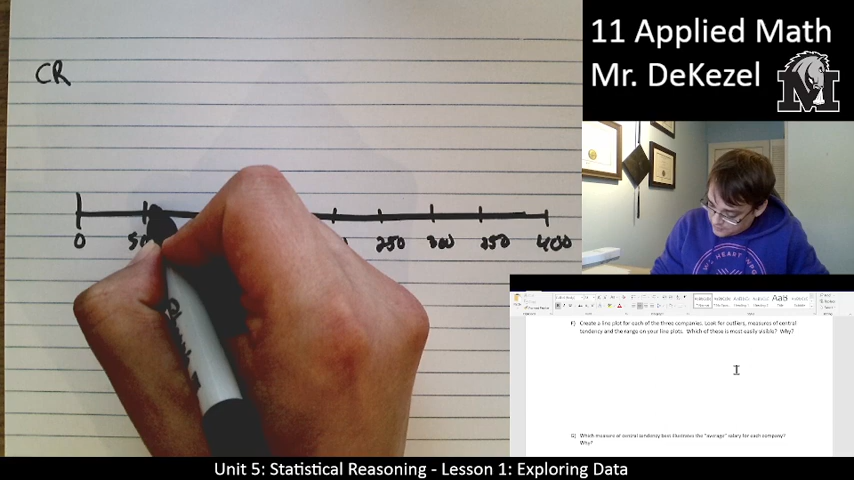 11 Applied Math
Mr. DeKezel
M
CR
0 50 250 300 250 400
F) Create a line plot for each of the three companies. Look for outliers, measures of central
tendency and the range on your line plots. Which of these is most easily visible? Why?
G) Which measure of central tendency best illustrates the "average" salary for each company?
Why?
Unit 5: Statistical Reasoning - Lesson 1: Exploring Data